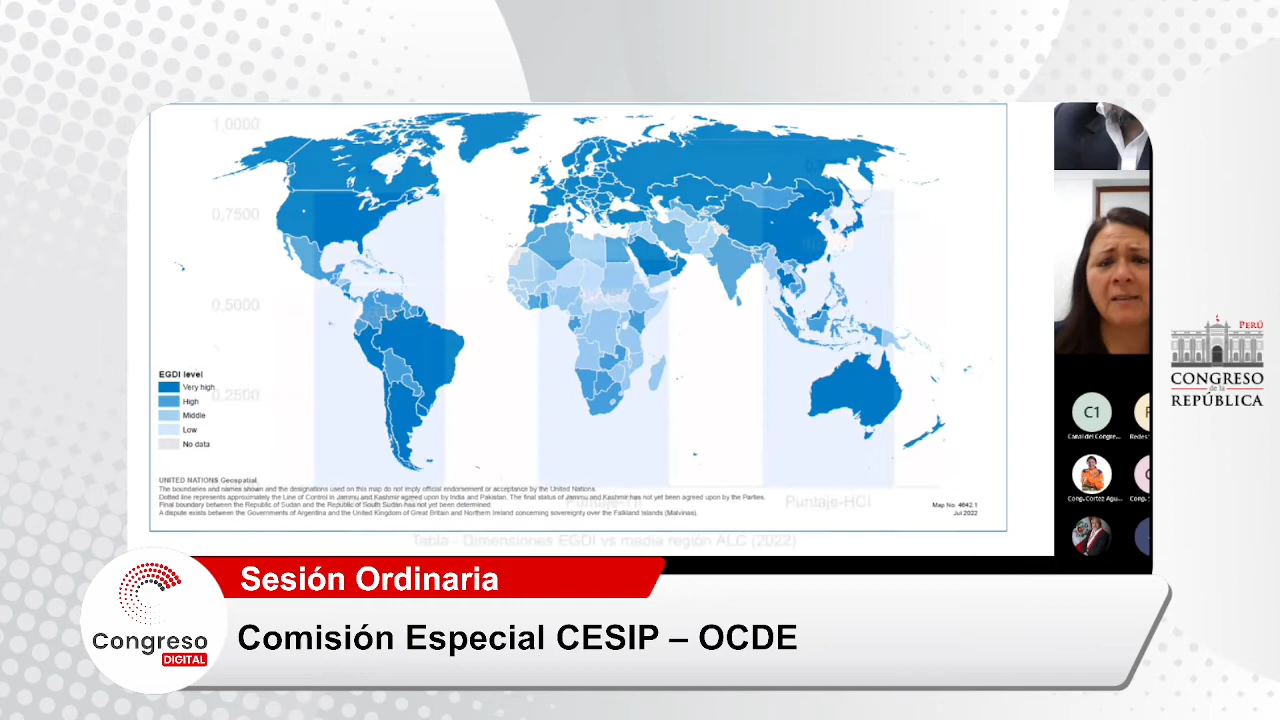 1,0000
0,7500
0,5000
0,2500
EGDI level
Very high
High
Middle
Low
No data
UNITED NATIONS Geospatial
The boundaries and names shown and the designations used on this map do not imply official endorsement or acceptance by the United Nations.
Dotted line represents approximately the Line of Control in Jammu and Kashmir agreed upon by India and Pakistan. The final status of Jammu and Kashmir has not yet been agreed upon by the Parties.
Final boundary between the Republic of Sudan and the Republic of South Sudan has not yet been determined.
A dispute exists between the Governments of Argentina and the United Kingdom of Great Britain and Northern Ireland concerning sovereignty over the Falkland Islands (Malvinas).
Map No. 4642.1
Jul 2022
Puntaje-HCI
Tabla - Dimensiones EGDI vs media región ALC (2022)
C1
Canal del Congre...
Cong. Cortez Agu...
PERÚ
CONGRESO
de la
REPÚBLICA
Congreso
DIGITAL
Sesión Ordinaria
Comisión Especial CESIP – OCDE